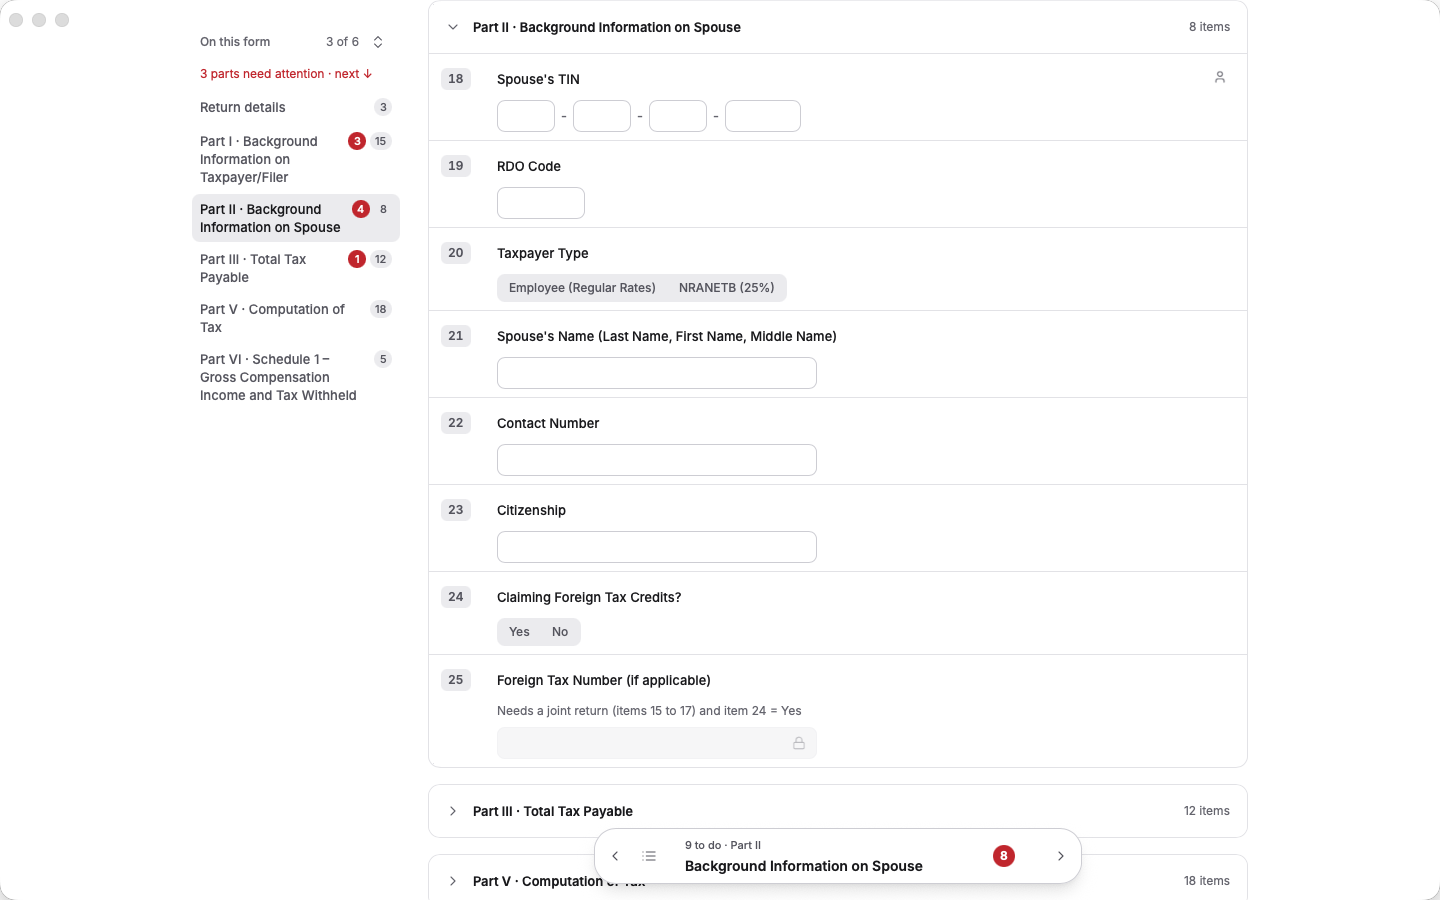 On this form
3 of 6
3 parts need attention · next ↓
Return details
3
Part I · Background Information on Taxpayer/Filer
3
15
Part II · Background Information on Spouse
4
8
Part III · Total Tax Payable
1
12
Part V · Computation of Tax
18
Part VI · Schedule 1 – Gross Compensation Income and Tax Withheld
5
Part II · Background Information on Spouse
8 items
18
Spouse's TIN
- - -
19
RDO Code
20
Taxpayer Type
Employee (Regular Rates)
NRANETB (25%)
21
Spouse's Name (Last Name, First Name, Middle Name)
22
Contact Number
23
Citizenship
24
Claiming Foreign Tax Credits?
Yes
No
25
Foreign Tax Number (if applicable)
Needs a joint return (items 15 to 17) and item 24 = Yes
Part III · Total Tax Payable
12 items
Part V · Computation of Tax
18 items
9 to do · Part II
Background Information on Spouse
8